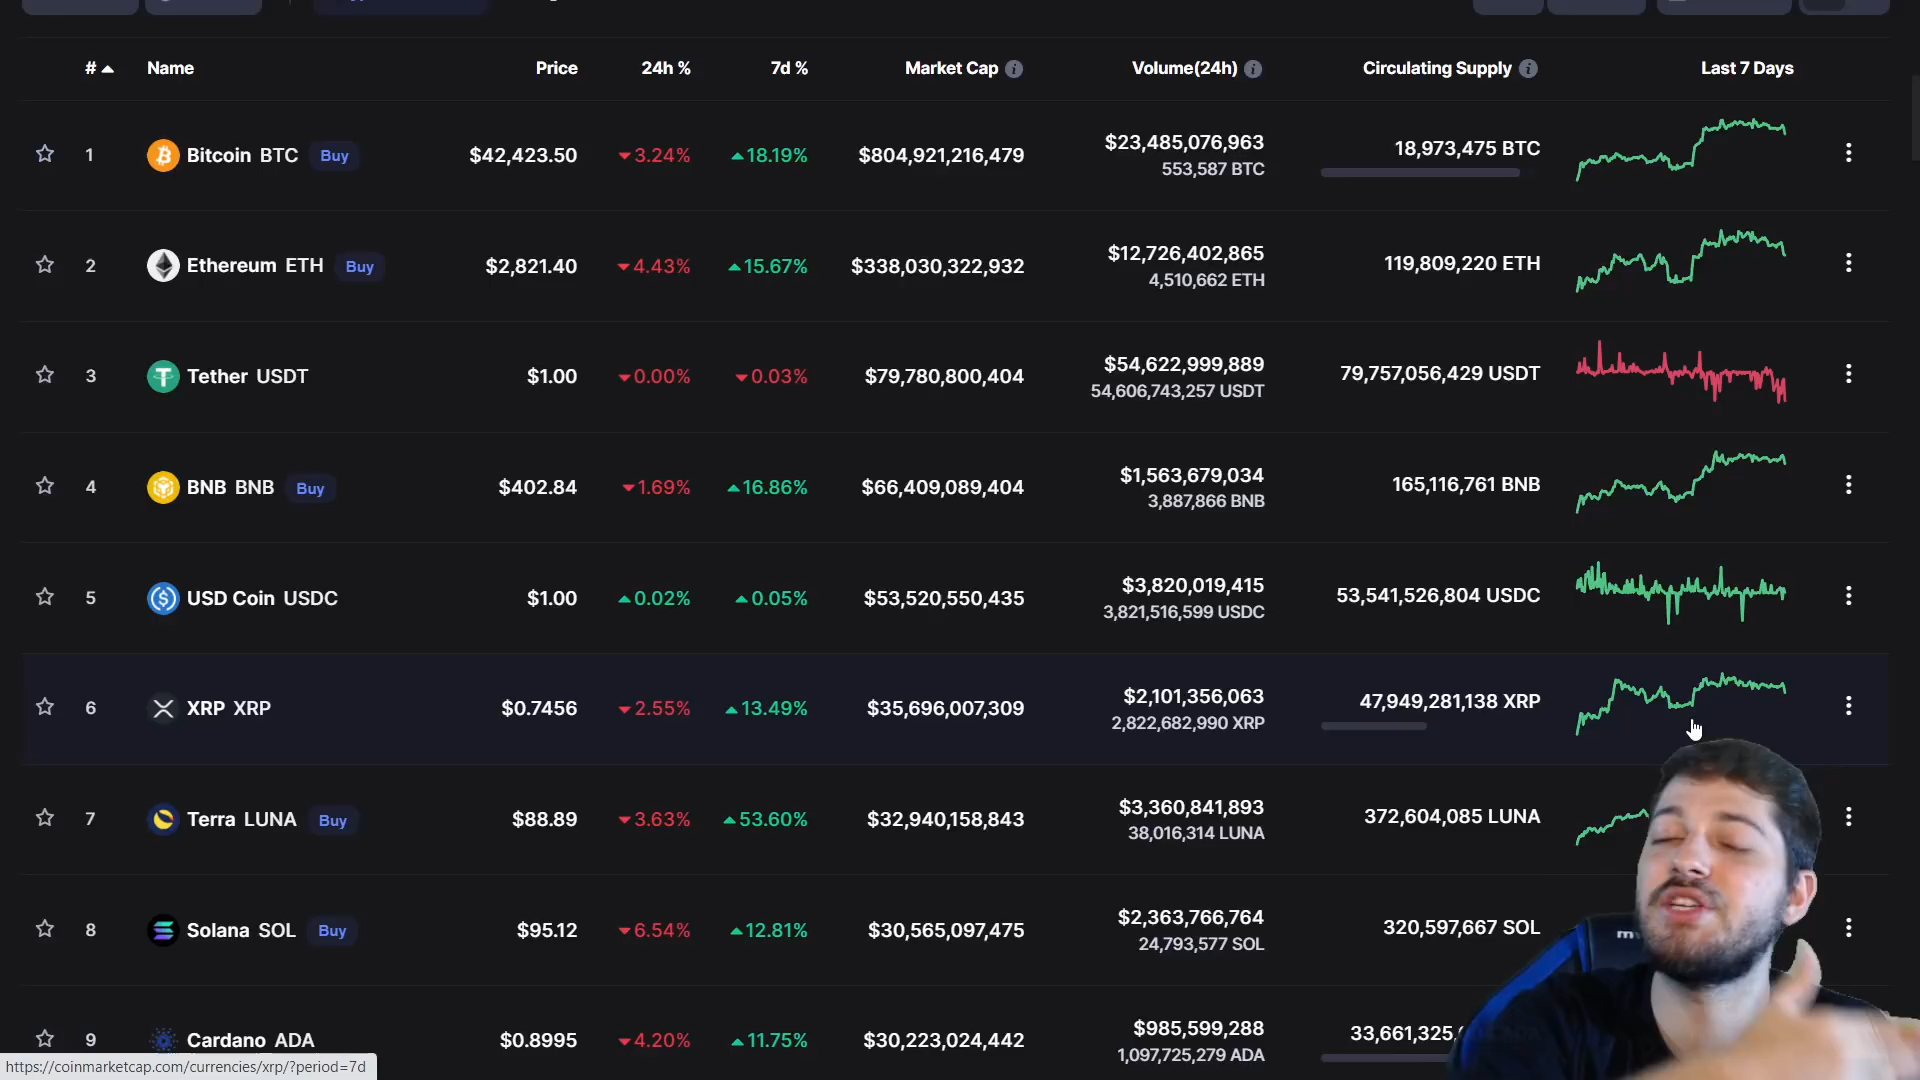 # Name Price 24h % 7d % Market Cap Volume(24h) Circulating Supply Last 7 Days
1 Bitcoin BTC Buy $42,423.50 3.24% 18.19% $804,921,216,479 $23,485,076,963 18,973,475 BTC
553,587 BTC
2 Ethereum ETH Buy $2,821.40 4.43% 15.67% $338,030,322,932 $12,726,402,865 119,809,220 ETH
4,510,662 ETH
3 Tether USDT $1.00 0.00% 0.03% $79,780,800,404 $54,622,999,889 79,757,056,429 USDT
54,606,743,257 USDT
4 BNB BNB Buy $402.84 1.69% 16.86% $66,409,089,404 $1,563,679,034 165,116,761 BNB
3,887,866 BNB
5 USD Coin USDC $1.00 0.02% 0.05% $53,520,550,435 $3,820,019,415 53,541,526,804 USDC
3,821,516,599 USDC
6 XRP XRP $0.7456 2.55% 13.49% $35,696,007,309 $2,101,356,063 47,949,281,138 XRP
2,822,682,990 XRP
7 Terra LUNA Buy $88.89 3.63% 53.60% $32,940,158,843 $3,360,841,893 372,604,085 LUNA
38,016,314 LUNA
8 Solana SOL Buy $95.12 6.54% 12.81% $30,565,097,475 $2,363,766,764 320,597,667 SOL
24,793,577 SOL
9 Cardano ADA $0.8995 4.20% 11.75% $30,223,024,442 $985,599,288 33,661,325,
1,097,725,279 ADA
https://coinmarketcap.com/currencies/xrp/?period=7d